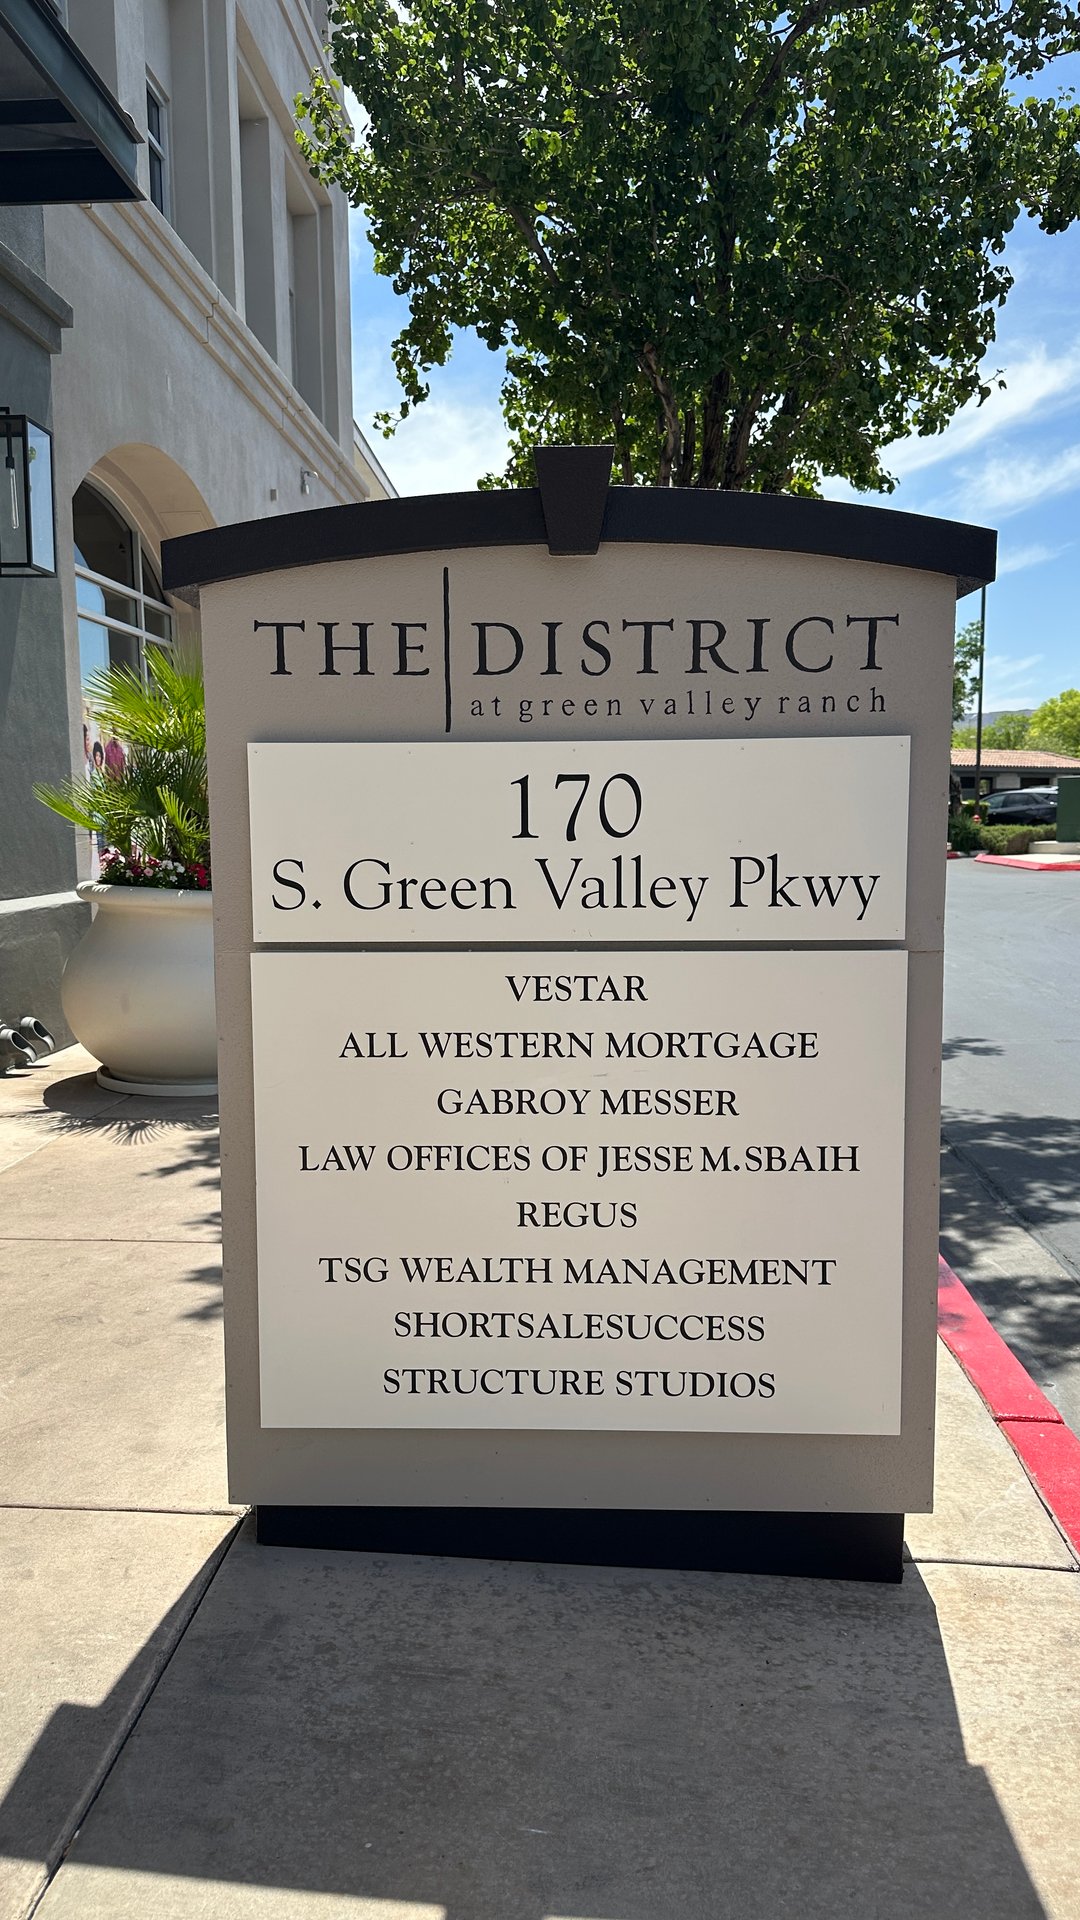 THE DISTRICT
at green valley ranch
170
S. Green Valley Pkwy
VESTAR
ALL WESTERN MORTGAGE
GABROY MESSER
LAW OFFICES OF JESSE M. SBAIH
REGUS
TSG WEALTH MANAGEMENT
SHORTSALESUCCESS
STRUCTURE STUDIOS